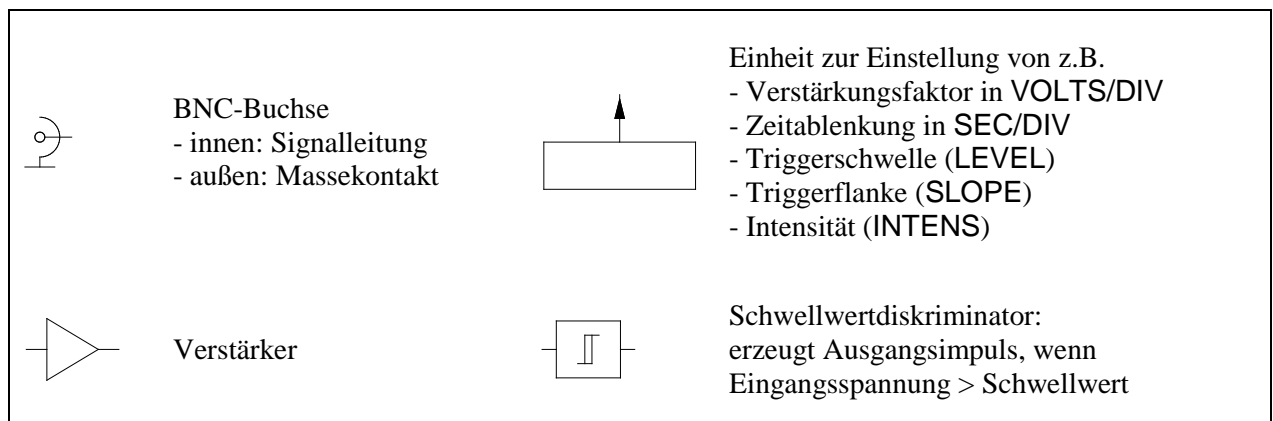 BNC-Buchse
- innen: Signalleitung
- außen: Massekontakt
Einheit zur Einstellung von z.B.
- Verstärkungsfaktor in VOLTS/DIV
- Zeitablenkung in SEC/DIV
- Triggerschwelle (LEVEL)
- Triggerflanke (SLOPE)
- Intensität (INTENS)
Verstärker
Schwellwertdiskriminator:
erzeugt Ausgangsimpuls, wenn
Eingangsspannung > Schwellwert